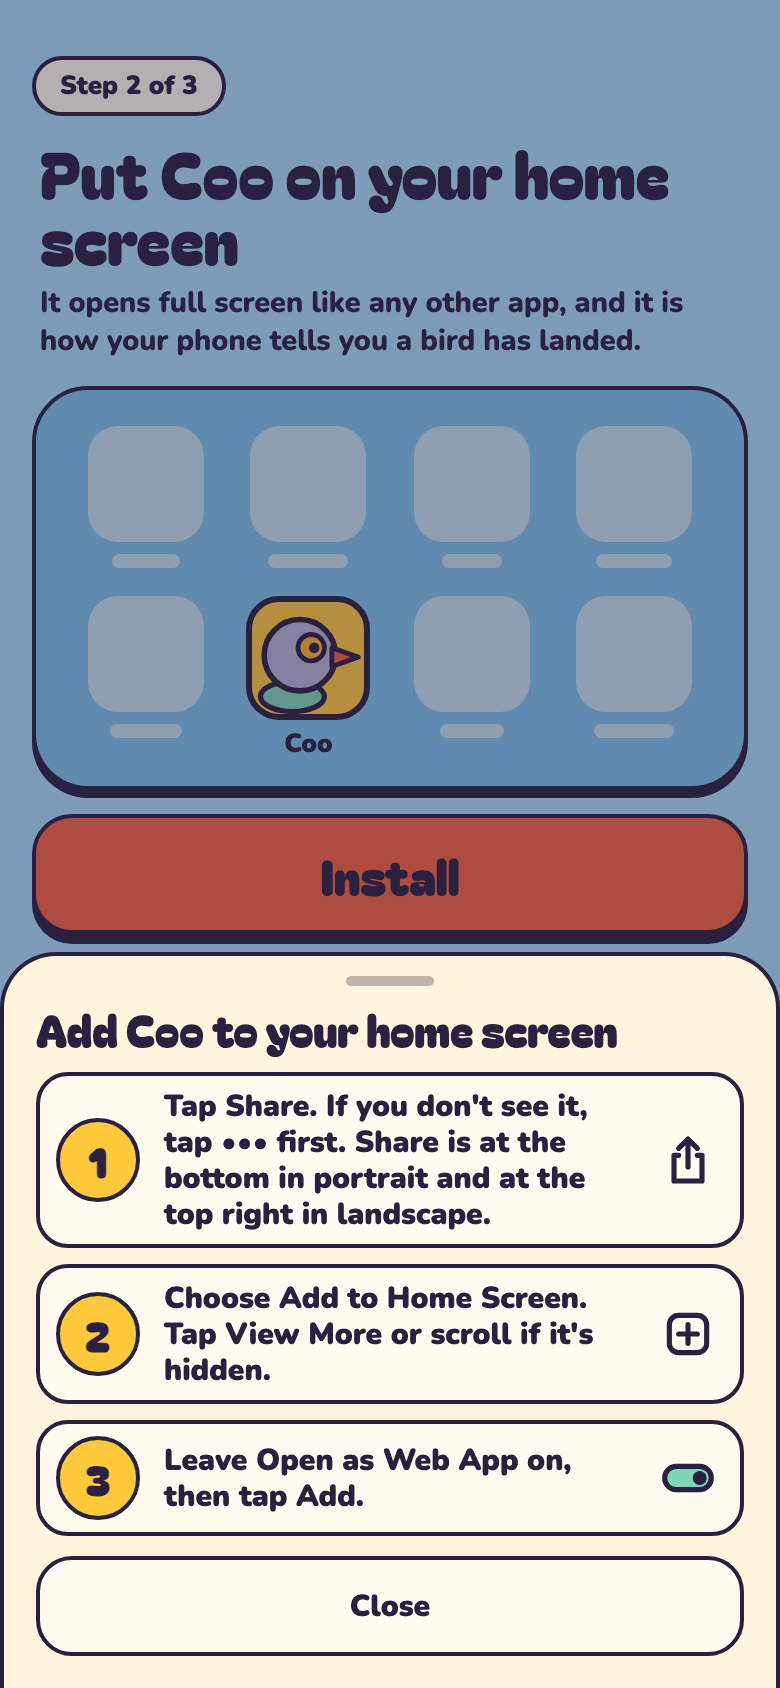 Step 2 of 3
Put Coo on your home
screen
It opens full screen like any other app, and it is
how your phone tells you a bird has landed.
Coo
Install
Add Coo to your home screen
1
Tap Share. If you don't see it,
tap ••• first. Share is at the
bottom in portrait and at the
top right in landscape.
2
Choose Add to Home Screen.
Tap View More or scroll if it's
hidden.
3
Leave Open as Web App on,
then tap Add.
Close